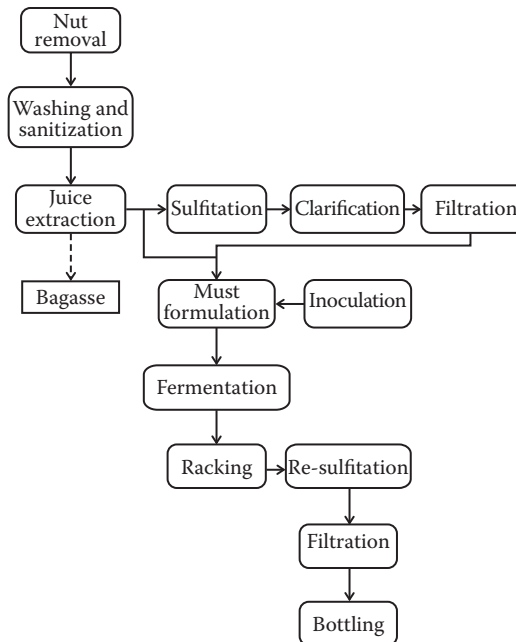 Nut
removal
Washing and
sanitization
Juice
extraction
Sulfitation
Clarification
Filtration
Bagasse
Must
formulation
Inoculation
Fermentation
Racking
Re-sulfitation
Filtration
Bottling